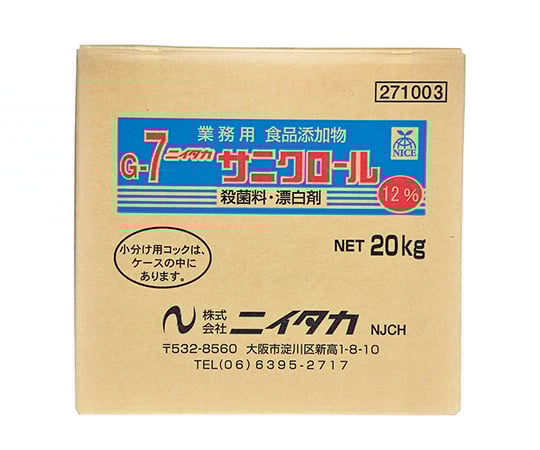 271003
業務用 食品添加物
G-7 ニイタカ サニクロール
NICE
殺菌料・漂白剤
12%
小分け用コックは、
ケースの中に
あります。
NET 20kg
株式会社 ニイタカ NJCH
〒532-8560 大阪市淀川区新高1-8-10
TEL(06)6395-2717